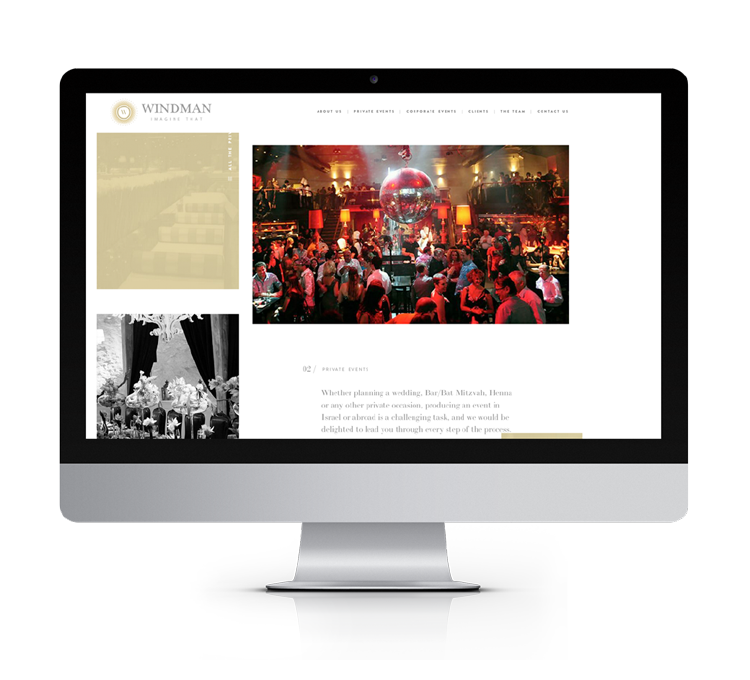 W
WINDMAN
IMAGINE THAT
ABOUT US | PRIVATE EVENTS | CORPORATE EVENTS | CLIENTS | THE TEAM | CONTACT US
ALL THE
02 / PRIVATE EVENTS
Whether planning a wedding, Bar/Bat Mitzvah, Henna
or any other private occasion, producing an event in
Israel or abroad is a challenging task, and we would be
delighted to lead you through every step of the process.